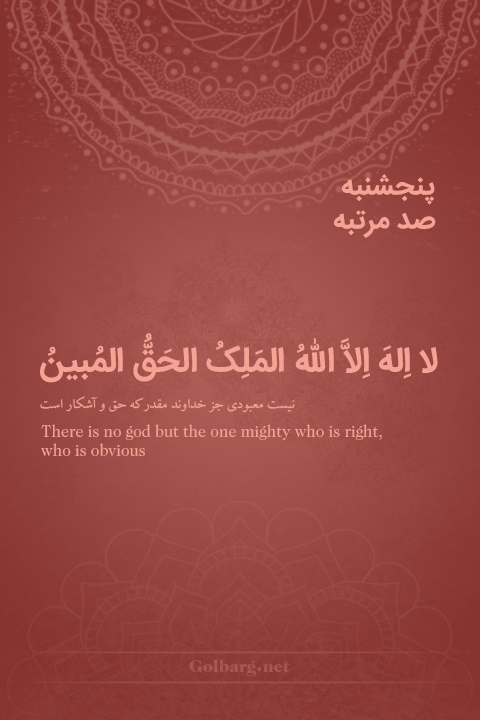 پنجشنبه
صد مرتبه
لا اِلهَ اِلاَّ اللهُ المَلِکُ الحَقُّ المُبینُ
نیست معبودی جز خداوند مقدر که حق و آشکار است
There is no god but the one mighty who is right,
who is obvious
Golbarg.net